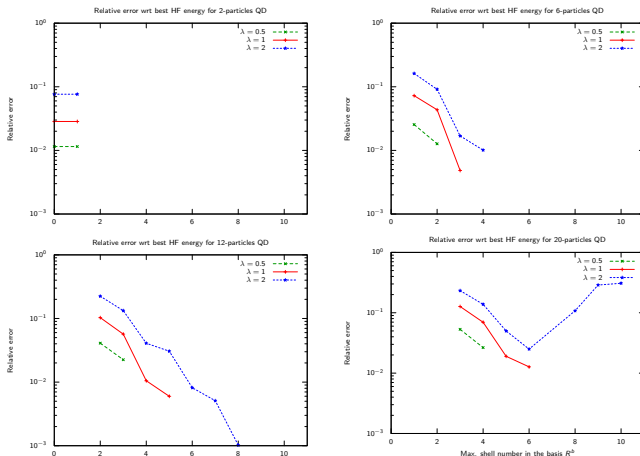 Relative error wrt best HF energy for 2-particles QD
10^0
λ = 0.5
λ = 1
λ = 2
10^-1
Relative error
10^-2
10^-3
0 2 4 6 8 10
Relative error wrt best HF energy for 6-particles QD
10^0
λ = 0.5
λ = 1
λ = 2
10^-1
Relative error
10^-2
10^-3
0 2 4 6 8 10
Relative error wrt best HF energy for 12-particles QD
10^0
λ = 0.5
λ = 1
λ = 2
10^-1
Relative error
10^-2
10^-3
0 2 4 6 8 10
Relative error wrt best HF energy for 20-particles QD
10^0
λ = 0.5
λ = 1
λ = 2
10^-1
Relative error
10^-2
10^-3
0 2 4 6 8 10
Max. shell number in the basis R^b